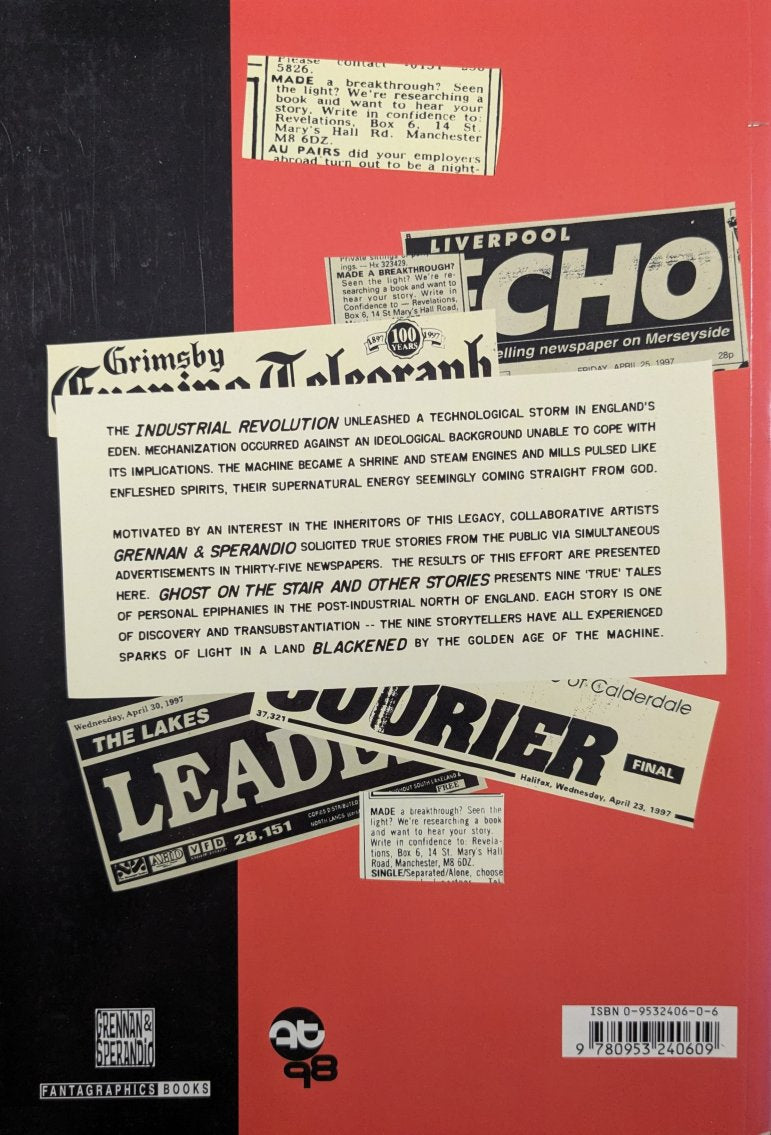 Please contact
5826.
MADE a breakthrough? Seen
the light? We're researching a
book and want to hear your
story. Write in confidence to:
Revelations, Box 6, 14 St.
Mary's Hall Rd. Manchester
M8 6DZ.
AU PAIRS did your employers
abroad turn out to be a night-
LIVERPOOL
ECHO
elling newspaper on Merseyside
FRIDAY, APRIL 25, 1997
28p
ings. — Hx 323429.
MADE A BREAKTHROUGH?
Seen the light? We're re-
searching a book and want to
hear your story. Write in
Confidence to — Revelations,
Box 6, 14 St Mary's Hall Road,
1897 100 YEARS 1997
Grimsby
Evening Telegraph
THE INDUSTRIAL REVOLUTION UNLEASHED A TECHNOLOGICAL STORM IN ENGLAND'S
EDEN. MECHANIZATION OCCURRED AGAINST AN IDEOLOGICAL BACKGROUND UNABLE TO COPE WITH
ITS IMPLICATIONS. THE MACHINE BECAME A SHRINE AND STEAM ENGINES AND MILLS PULSED LIKE
ENFLESHED SPIRITS, THEIR SUPERNATURAL ENERGY SEEMINGLY COMING STRAIGHT FROM GOD.
MOTIVATED BY AN INTEREST IN THE INHERITORS OF THIS LEGACY, COLLABORATIVE ARTISTS
GRENNAN & SPERANDIO SOLICITED TRUE STORIES FROM THE PUBLIC VIA SIMULTANEOUS
ADVERTISEMENTS IN THIRTY-FIVE NEWSPAPERS. THE RESULTS OF THIS EFFORT ARE PRESENTED
HERE. GHOST ON THE STAIR AND OTHER STORIES PRESENTS NINE 'TRUE' TALES
OF PERSONAL EPIPHANIES IN THE POST-INDUSTRIAL NORTH OF ENGLAND. EACH STORY IS ONE
OF DISCOVERY AND TRANSUBSTANTIATION -- THE NINE STORYTELLERS HAVE ALL EXPERIENCED
SPARKS OF LIGHT IN A LAND BLACKENED BY THE GOLDEN AGE OF THE MACHINE.
of Calderdale
37,321
COURIER
FINAL
Halifax, Wednesday, April 23, 1997
Wednesday, April 30, 1997
THE LAKES
LEADE
FREE
VFD 28,151
COPIES DISTRIBUTED
MADE a breakthrough? Seen the
light? We're researching a book
and want to hear your story.
Write in confidence to: Revela-
tions, Box 6, 14 St. Mary's Hall
Road, Manchester, M8 6DZ.
SINGLE/Separated/Alone, choose
GRENNAN &
SPERANDIO
FANTAGRAPHICS BOOKS
at
98
ISBN 0-9532406-0-6
9 780953 240609